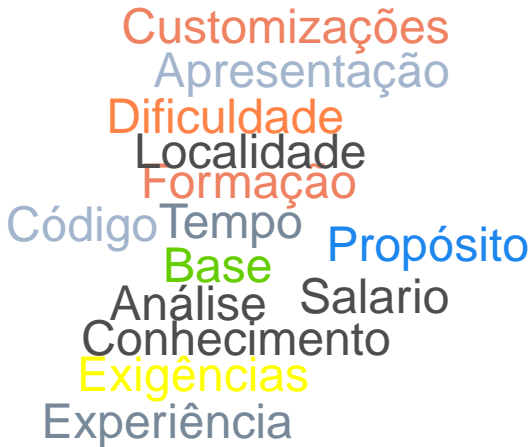 Customizações
Apresentação
Dificuldade
Localidade
Formação
Código Tempo
Propósito
Base
Análise Salario
Conhecimento
Exigências
Experiência